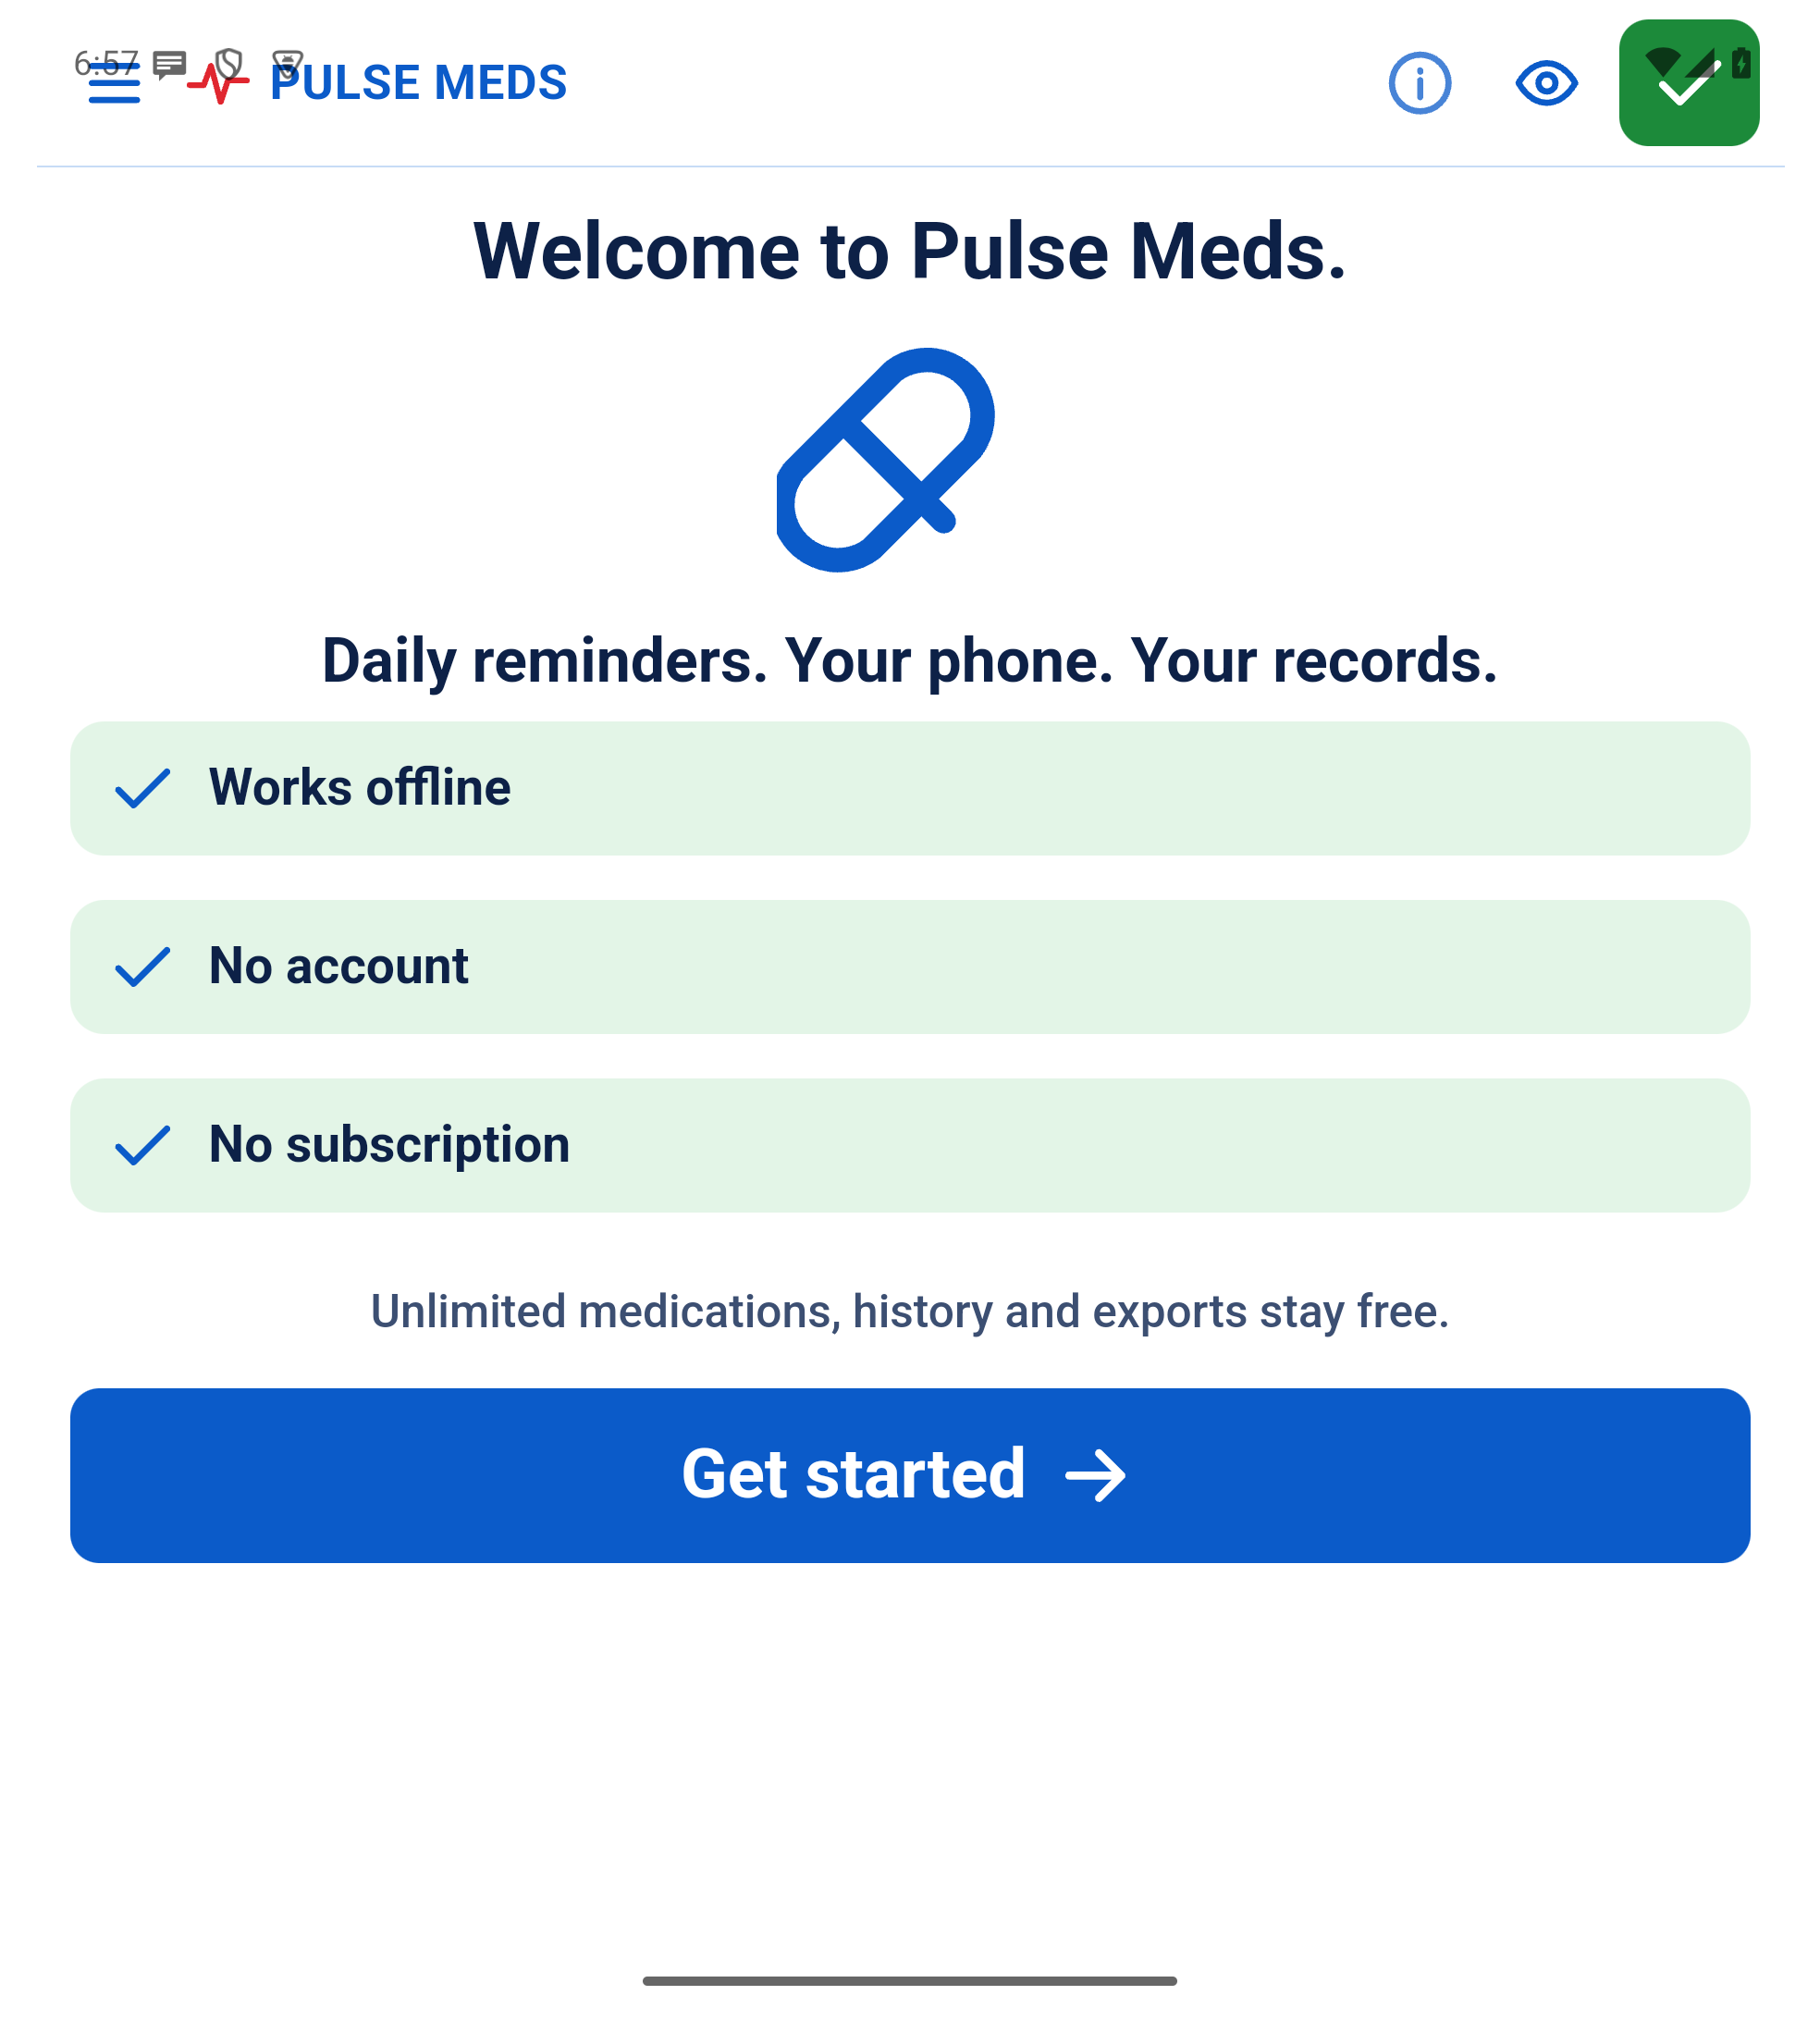 6:57
PULSE MEDS
Welcome to Pulse Meds.
Daily reminders. Your phone. Your records.
Works offline
No account
No subscription
Unlimited medications, history and exports stay free.
Get started